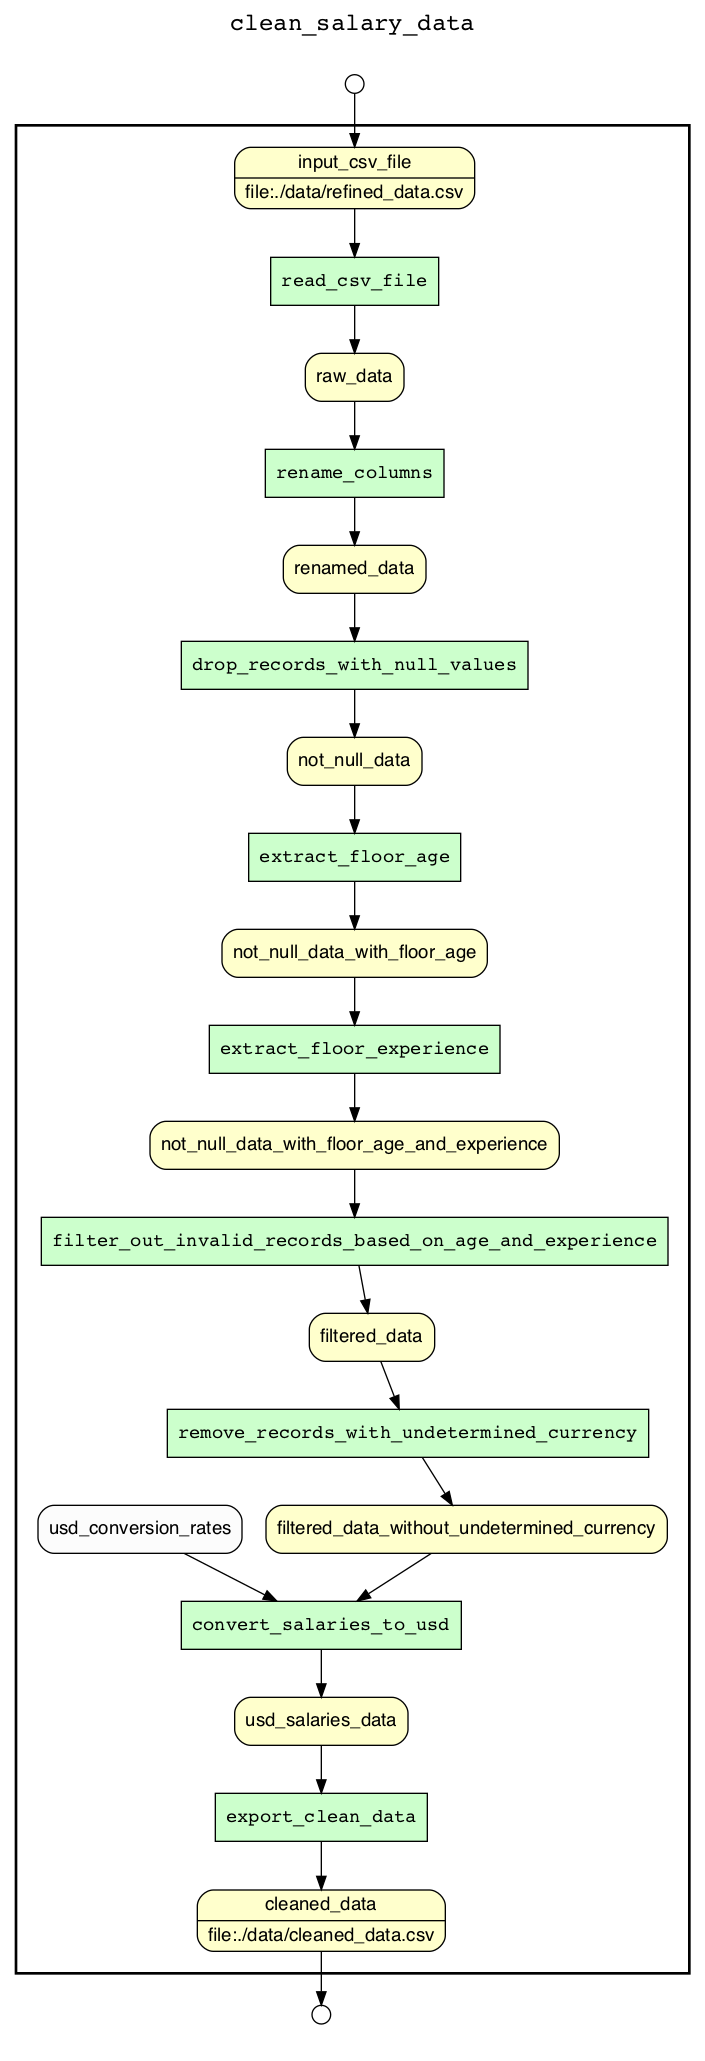 clean_salary_data
input_csv_file
file:./data/refined_data.csv
read_csv_file
raw_data
rename_columns
renamed_data
drop_records_with_null_values
not_null_data
extract_floor_age
not_null_data_with_floor_age
extract_floor_experience
not_null_data_with_floor_age_and_experience
filter_out_invalid_records_based_on_age_and_experience
filtered_data
remove_records_with_undetermined_currency
usd_conversion_rates
filtered_data_without_undetermined_currency
convert_salaries_to_usd
usd_salaries_data
export_clean_data
cleaned_data
file:./data/cleaned_data.csv